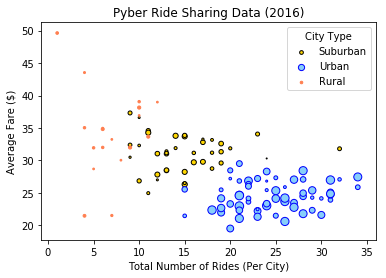 Pyber Ride Sharing Data (2016)
City Type
Suburban
Urban
Rural
Average Fare ($)
50
45
40
35
30
25
20
0 5 10 15 20 25 30 35
Total Number of Rides (Per City)